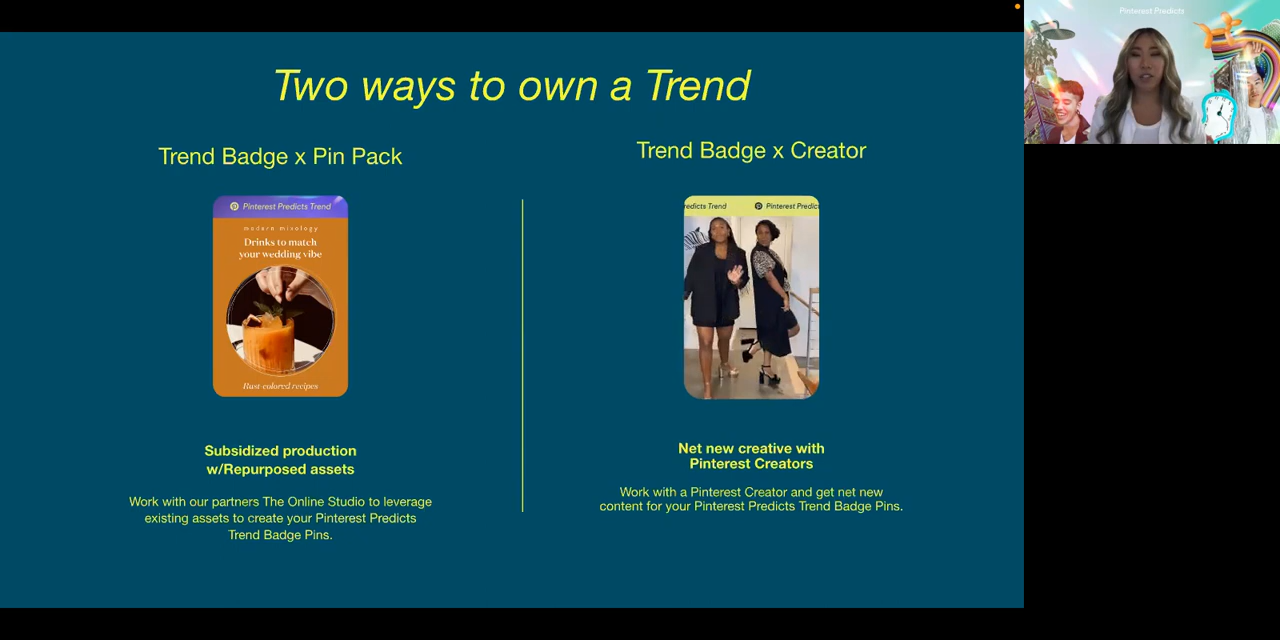 Two ways to own a Trend
Trend Badge x Pin Pack
Pinterest Predicts Trend
modern mixology
Drinks to match
your wedding vibe
Rust-colored recipes
Subsidized production
w/Repurposed assets
Work with our partners The Online Studio to leverage
existing assets to create your Pinterest Predicts
Trend Badge Pins.
Trend Badge x Creator
redicts Trend Pinterest Predic
Net new creative with
Pinterest Creators
Work with a Pinterest Creator and get net new
content for your Pinterest Predicts Trend Badge Pins.
Pinterest Predicts